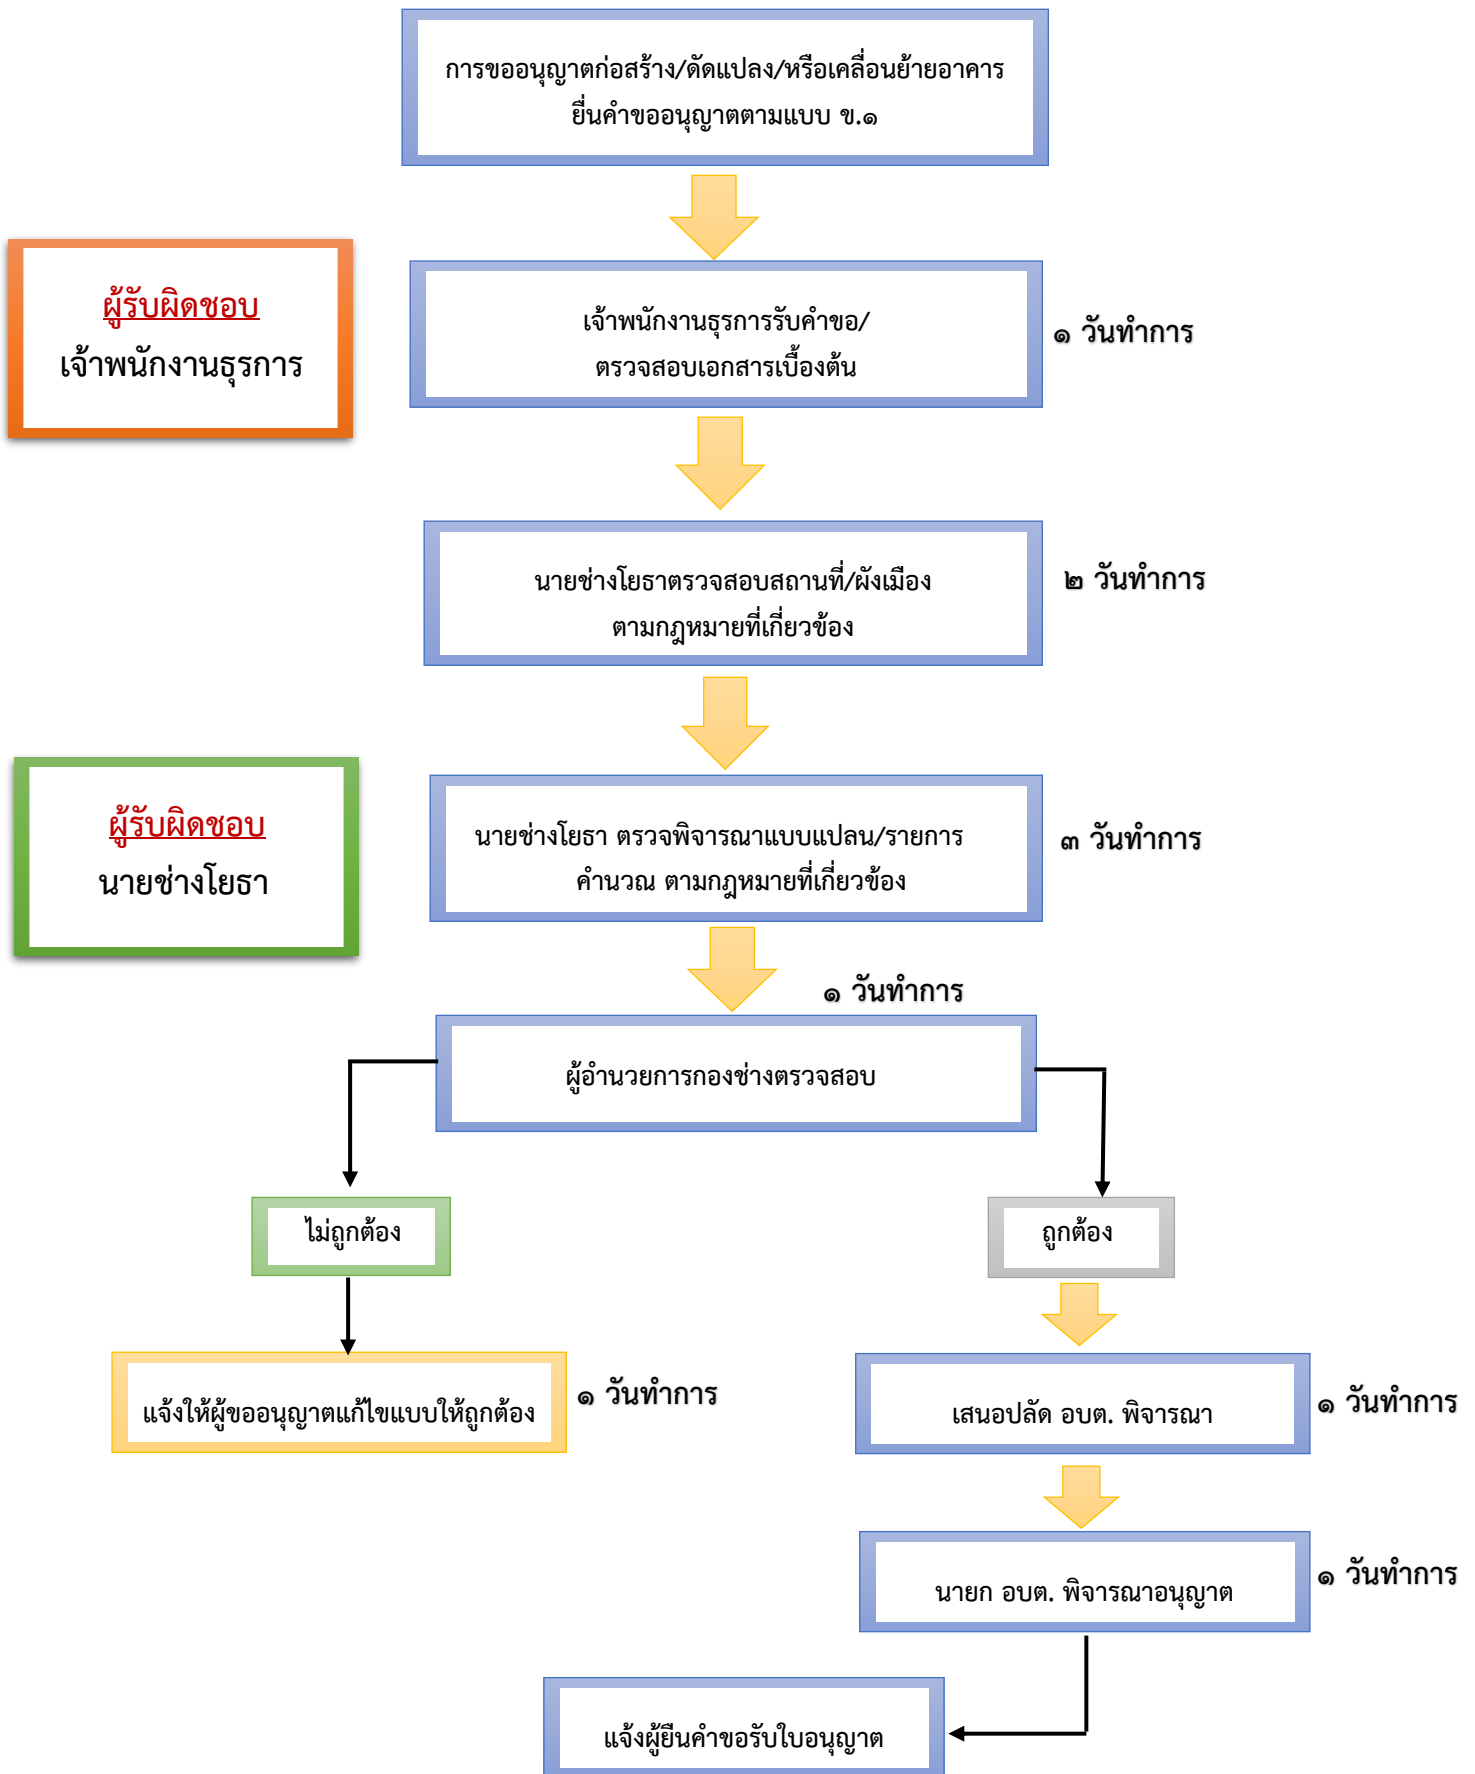 การขออนุญาตก่อสร้าง/ดัดแปลง/หรือเคลื่อนย้ายอาคาร
ยื่นคำขออนุญาตตามแบบ ข.๑
ผู้รับผิดชอบ
เจ้าพนักงานธุรการ
เจ้าพนักงานธุรการรับคำขอ/
ตรวจสอบเอกสารเบื้องต้น
๑ วันทำการ
นายช่างโยธาตรวจสอบสถานที่/ผังเมือง
ตามกฎหมายที่เกี่ยวข้อง
๒ วันทำการ
ผู้รับผิดชอบ
นายช่างโยธา
นายช่างโยธา ตรวจพิจารณาแบบแปลน/รายการ
คำนวณ ตามกฎหมายที่เกี่ยวข้อง
๓ วันทำการ
๑ วันทำการ
ผู้อำนวยการกองช่างตรวจสอบ
ไม่ถูกต้อง
ถูกต้อง
แจ้งให้ผู้ขออนุญาตแก้ไขแบบให้ถูกต้อง
๑ วันทำการ
เสนอปลัด อบต. พิจารณา
๑ วันทำการ
นายก อบต. พิจารณาอนุญาต
๑ วันทำการ
แจ้งผู้ยืนคำขอรับใบอนุญาต